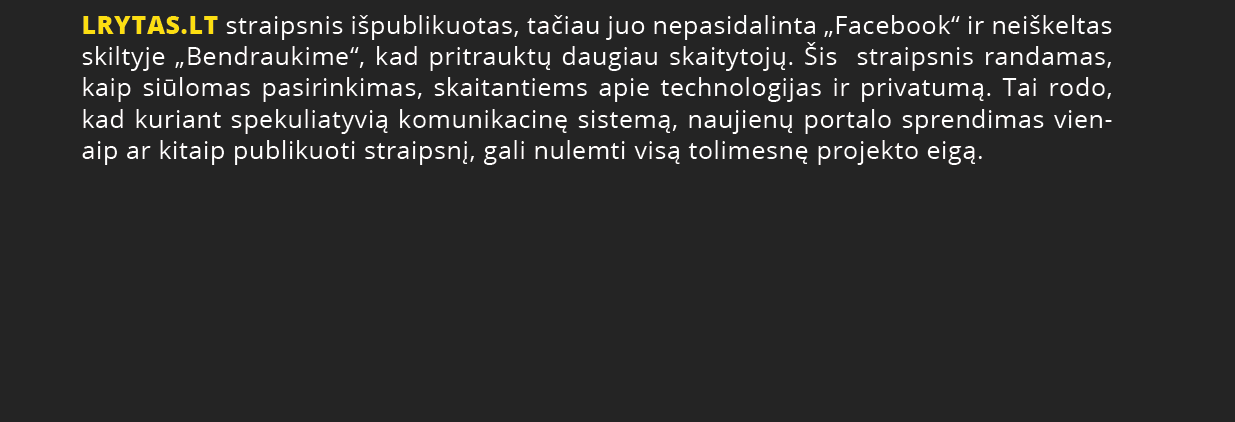 LRYTAS.LT straipsnis išpublikuotas, tačiau juo nepasidalinta „Facebook“ ir neiškeltas
skiltyje „Bendraukime“, kad pritrauktų daugiau skaitytojų. Šis straipsnis randamas,
kaip siūlomas pasirinkimas, skaitantiems apie technologijas ir privatumą. Tai rodo,
kad kuriant spekuliatyvią komunikacinę sistemą, naujienų portalo sprendimas vien-
aip ar kitaip publikuoti straipsnį, gali nulemti visą tolimesnę projekto eigą.